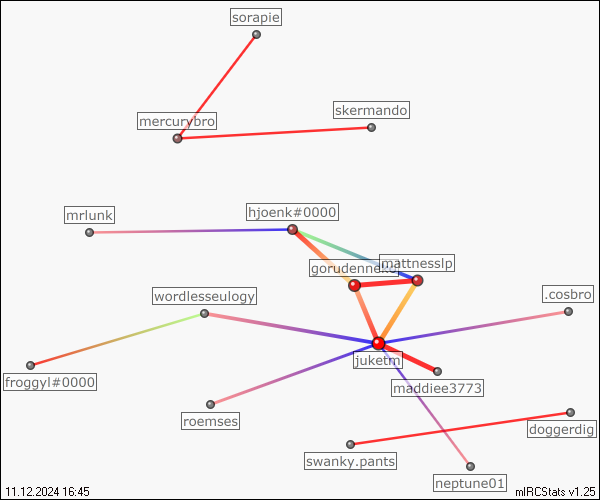 sorapie
skermando
mercurybro
mrlunk
hjoenk#0000
mattnesslp
wordlesseulogy
.cosbro
juketm
froggyl#0000
maddiee3773
roemses
doggerdig
swanky.pants
neptune01
11.12.2024 16:45
mIRCStats v1.25